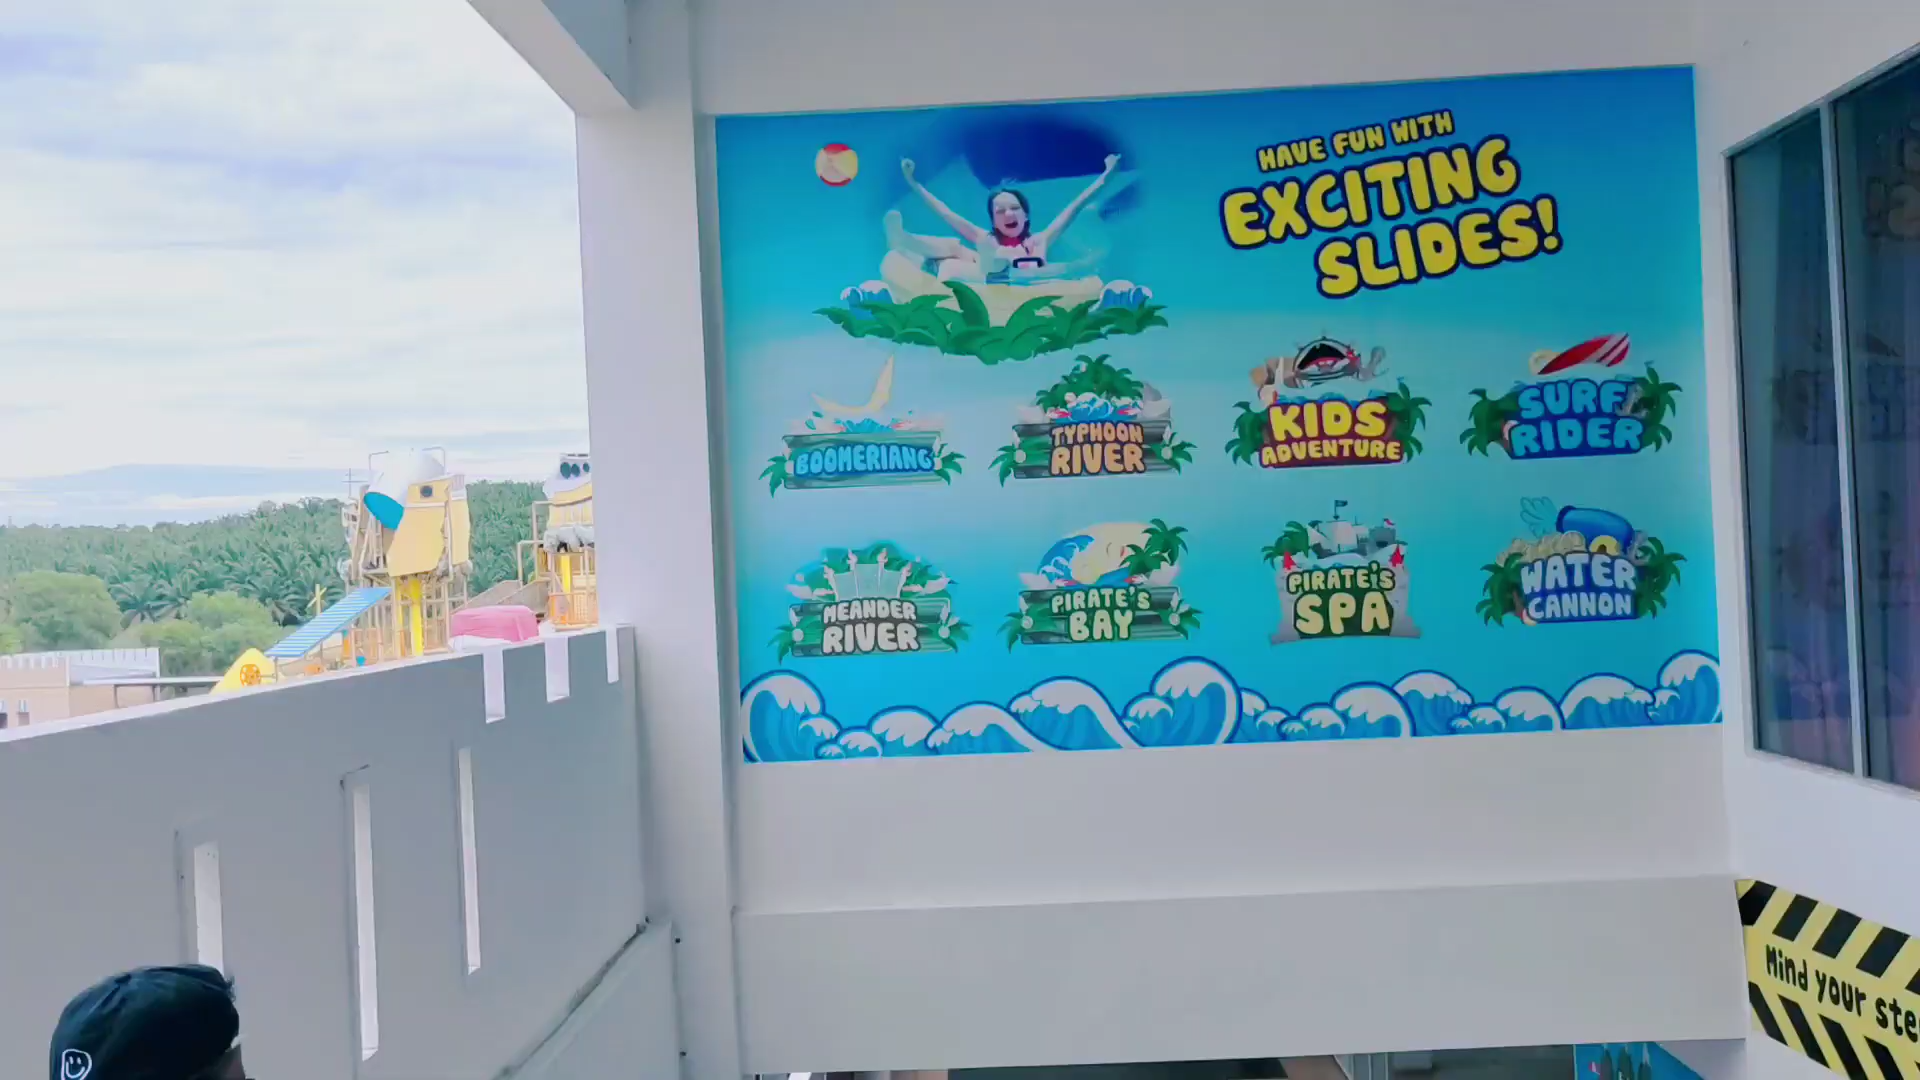 HAVE FUN WITH
EXCITING
SLIDES!
BOOMERIANG
TYPHOON
RIVER
KIDS
ADVENTURE
SURF
RIDER
MEANDER
RIVER
PIRATE'S
BAY
PIRATE'S
SPA
WATER
CANNON
Mind your ste